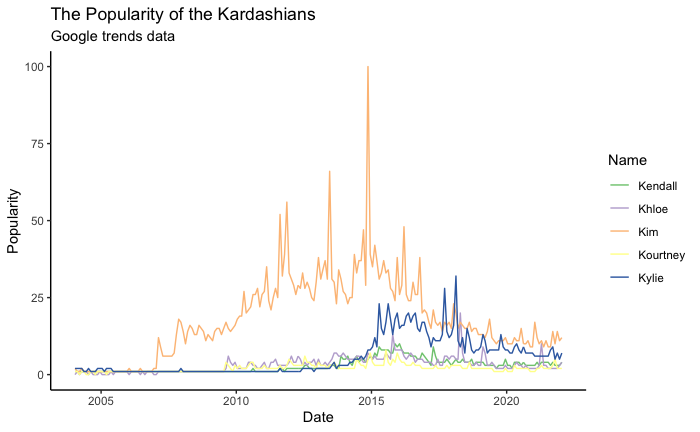 The Popularity of the Kardashians
Google trends data
100
75
50
25
0
Popularity
2005
2010
2015
2020
Date
Name
Kendall
Khloe
Kim
Kourtney
Kylie